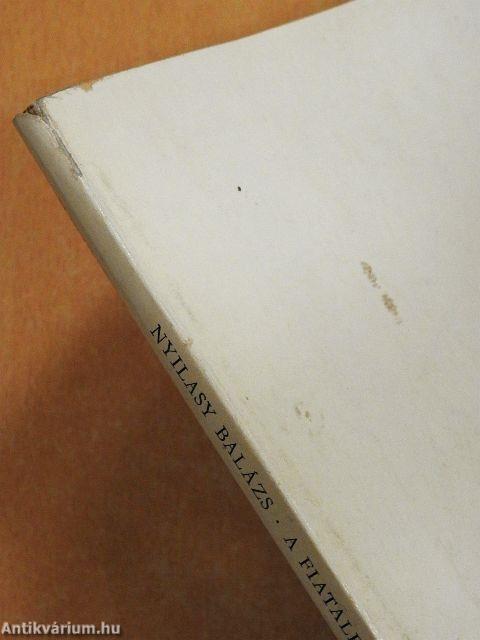 NYILASY BALÁZS · A FIATAL
Antikvárium.hu